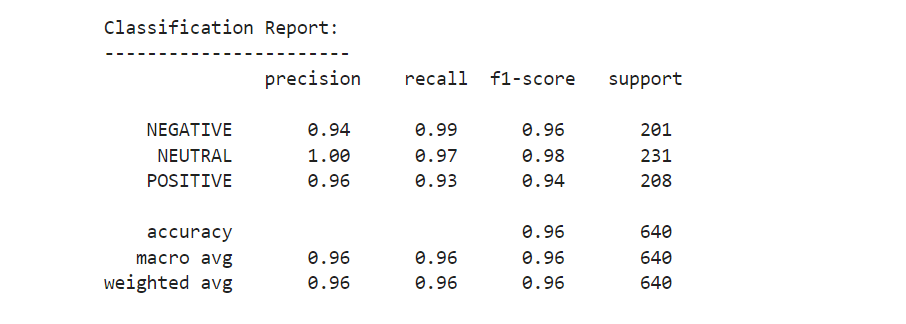 Classification Report:
-----------------------
precision recall f1-score support
NEGATIVE 0.94 0.99 0.96 201
NEUTRAL 1.00 0.97 0.98 231
POSITIVE 0.96 0.93 0.94 208
accuracy 0.96 640
macro avg 0.96 0.96 0.96 640
weighted avg 0.96 0.96 0.96 640